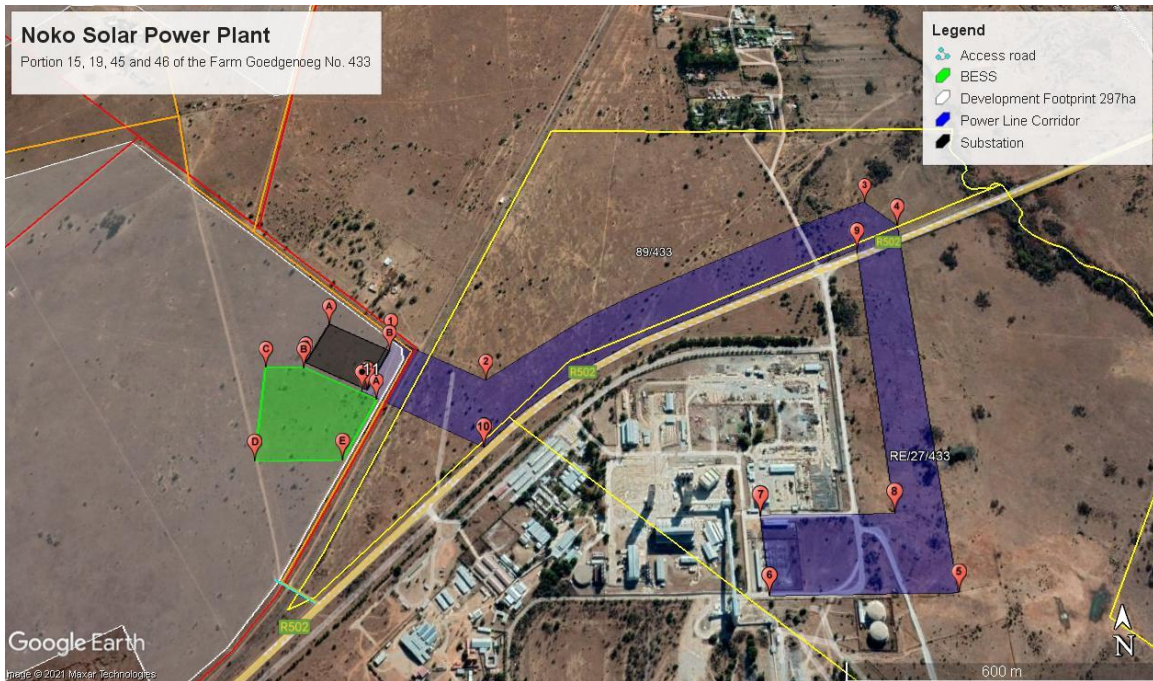 Noko Solar Power Plant
Portion 15, 19, 45 and 46 of the Farm Goedgenoeg No. 433
Legend
Access road
BESS
Development Footprint 297ha
Power Line Corridor
Substation
3
4
9
R502
89/433
A
1
B
C
B
2
11
A
R502
10
D
E
RE/27/433
7
8
6
5
R502
Google Earth
N
600 m
Image © 2021 Maxar Technologies